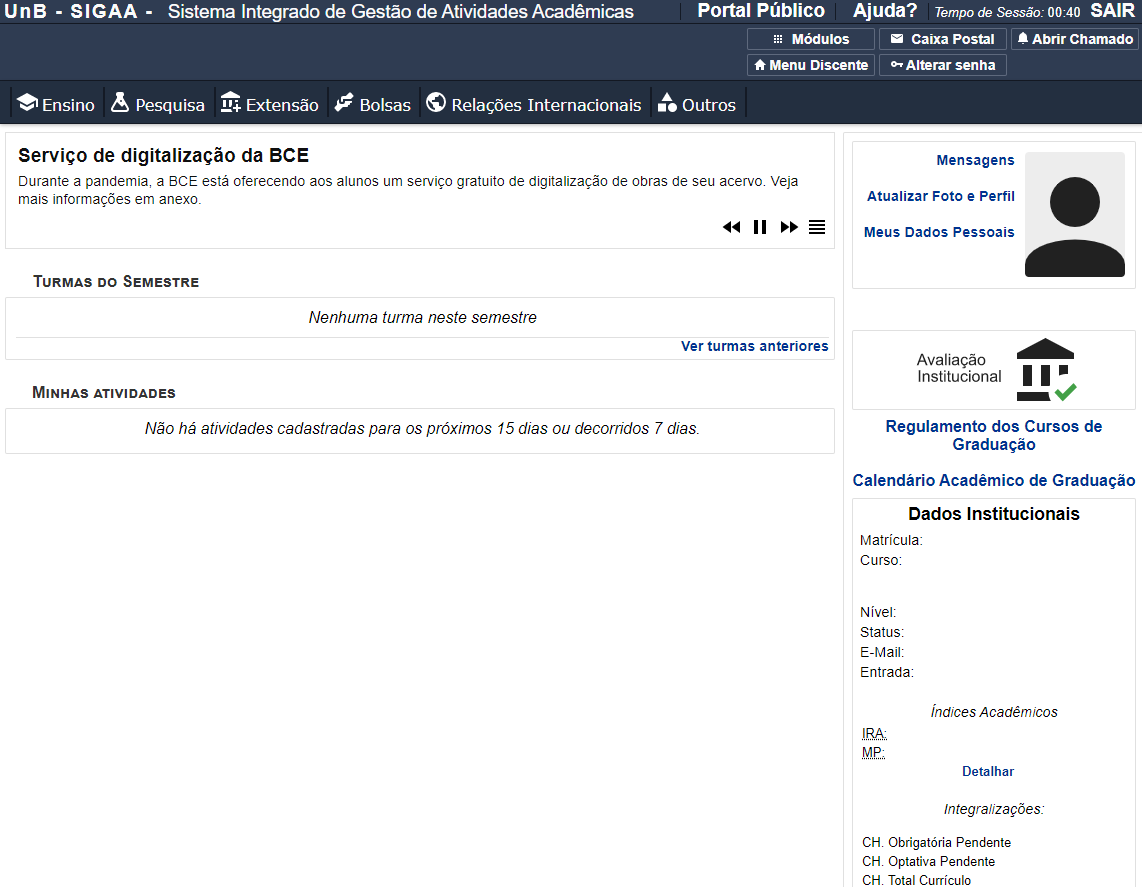 UnB - SIGAA - Sistema Integrado de Gestão de Atividades Acadêmicas
Portal Público
Ajuda?
Tempo de Sessão: 00:40
SAIR
Módulos
Caixa Postal
Abrir Chamado
Menu Discente
Alterar senha
Ensino
Pesquisa
Extensão
Bolsas
Relações Internacionais
Outros
Serviço de digitalização da BCE
Durante a pandemia, a BCE está oferecendo aos alunos um serviço gratuito de digitalização de obras de seu acervo. Veja
mais informações em anexo.
Turmas do Semestre
Nenhuma turma neste semestre
Ver turmas anteriores
Minhas atividades
Não há atividades cadastradas para os próximos 15 dias ou decorridos 7 dias.
Mensagens
Atualizar Foto e Perfil
Meus Dados Pessoais
Avaliação
Institucional
Regulamento dos Cursos de
Graduação
Calendário Acadêmico de Graduação
Dados Institucionais
Matrícula:
Curso:
Nível:
Status:
E-Mail:
Entrada:
Índices Acadêmicos
IRA:
MP:
Detalhar
Integralizações:
CH. Obrigatória Pendente
CH. Optativa Pendente
CH. Total Currículo